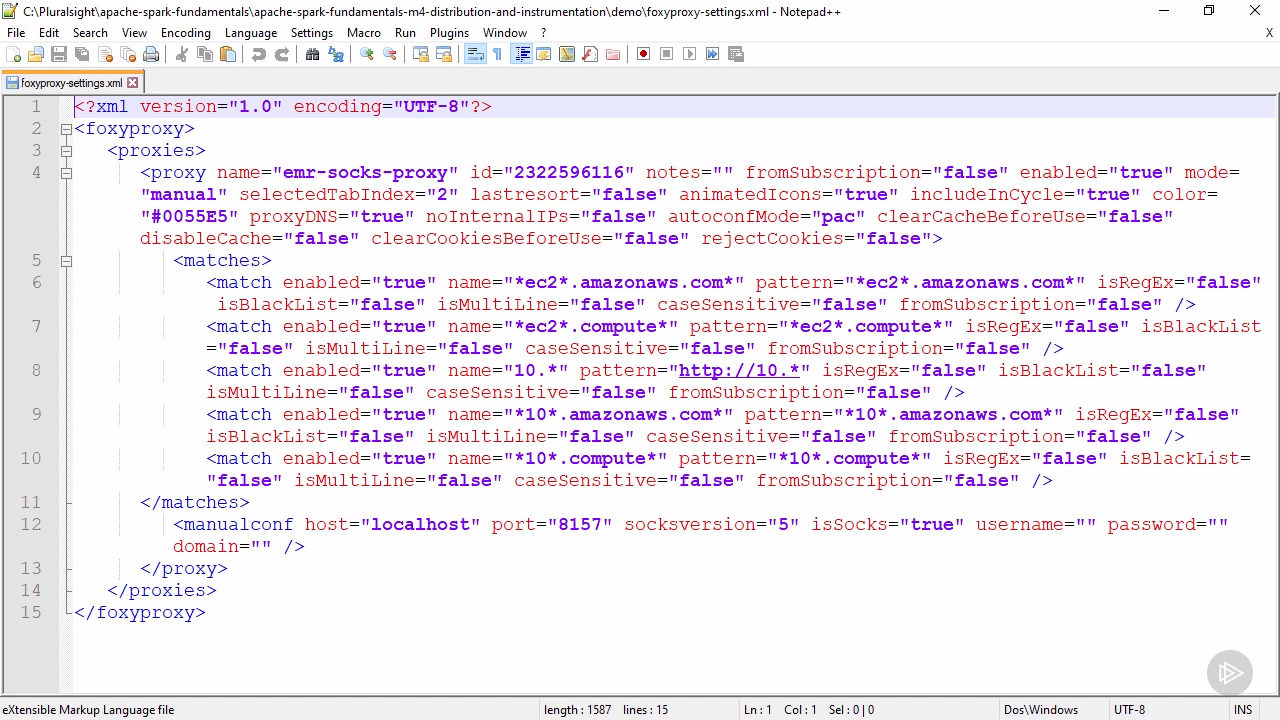 C:\Pluralsight\apache-spark-fundamentals\apache-spark-fundamentals-m4-distribution-and-instrumentation\demo\foxyproxy-settings.xml - Notepad++
File Edit Search View Encoding Language Settings Macro Run Plugins Window ? X
foxyproxy-settings.xml
1 <?xml version="1.0" encoding="UTF-8"?>
2 <foxyproxy>
3 <proxies>
4 <proxy name="emr-socks-proxy" id="2322596116" notes="" fromSubscription="false" enabled="true" mode=
"manual" selectedTabIndex="2" lastresort="false" animatedIcons="true" includeInCycle="true" color=
"#0055E5" proxyDNS="true" noInternalIPs="false" autoconfMode="pac" clearCacheBeforeUse="false"
disableCache="false" clearCookiesBeforeUse="false" rejectCookies="false">
5 <matches>
6 <match enabled="true" name="*ec2*.amazonaws.com*" pattern="*ec2*.amazonaws.com*" isRegEx="false"
isBlackList="false" isMultiLine="false" caseSensitive="false" fromSubscription="false" />
7 <match enabled="true" name="*ec2*.compute*" pattern="*ec2*.compute*" isRegEx="false" isBlackList
="false" isMultiLine="false" caseSensitive="false" fromSubscription="false" />
8 <match enabled="true" name="10.*" pattern="http://10.*" isRegEx="false" isBlackList="false"
isMultiLine="false" caseSensitive="false" fromSubscription="false" />
9 <match enabled="true" name="*10*.amazonaws.com*" pattern="*10*.amazonaws.com*" isRegEx="false"
isBlackList="false" isMultiLine="false" caseSensitive="false" fromSubscription="false" />
10 <match enabled="true" name="*10*.compute*" pattern="*10*.compute*" isRegEx="false" isBlackList=
"false" isMultiLine="false" caseSensitive="false" fromSubscription="false" />
11 </matches>
12 <manualconf host="localhost" port="8157" socksversion="5" isSocks="true" username="" password=""
domain="" />
13 </proxy>
14 </proxies>
15 </foxyproxy>
eXtensible Markup Language file length : 1587 lines : 15 Ln : 1 Col : 1 Sel : 0 | 0 Dos\Windows UTF-8 INS